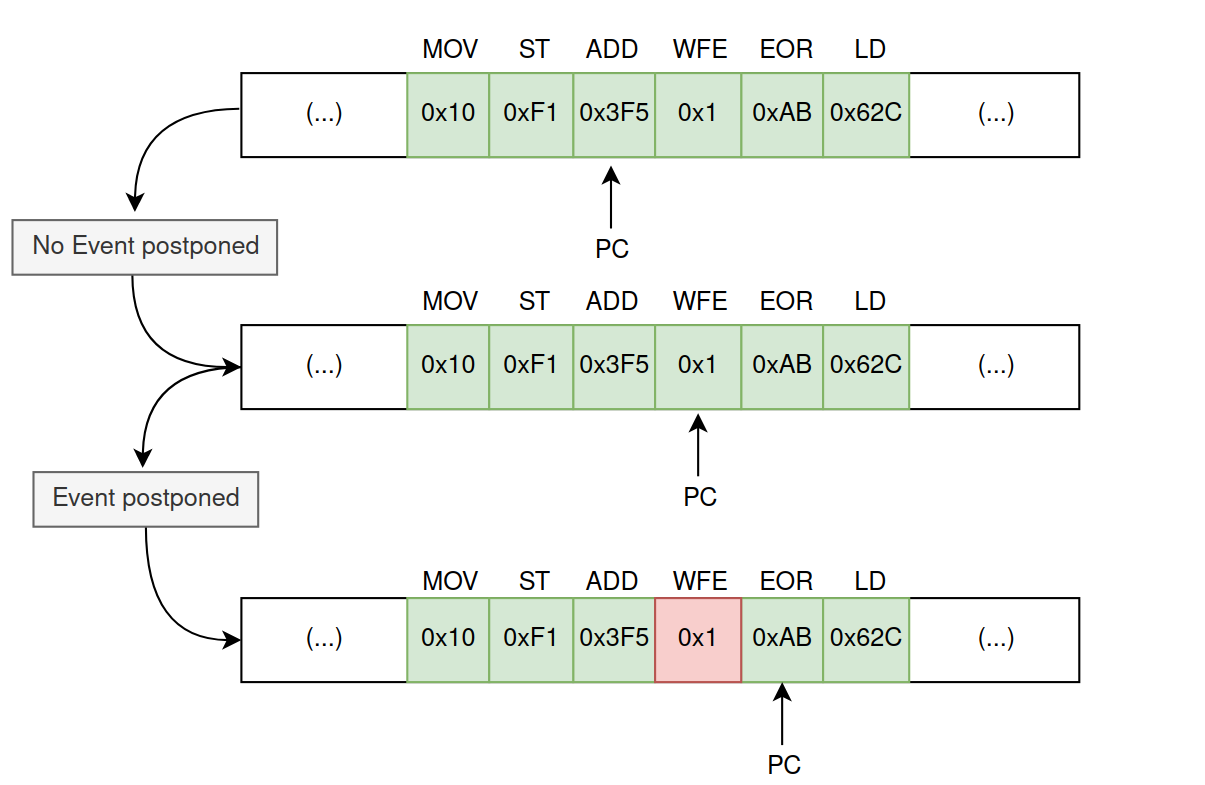 MOV ST ADD WFE EOR LD
(...) 0x10 0xF1 0x3F5 0x1 0xAB 0x62C (...)
No Event postponed
PC
MOV ST ADD WFE EOR LD
(...) 0x10 0xF1 0x3F5 0x1 0xAB 0x62C (...)
Event postponed
PC
MOV ST ADD WFE EOR LD
(...) 0x10 0xF1 0x3F5 0x1 0xAB 0x62C (...)
PC